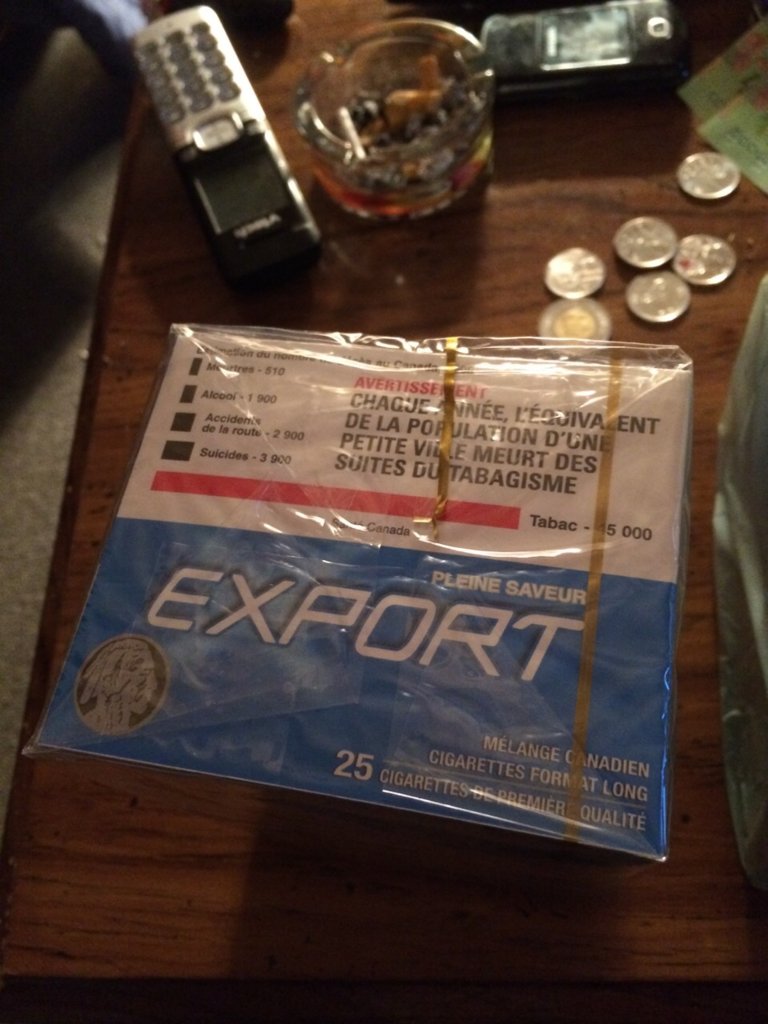 au Canada
Meurtres - 510
Alcool - 1 900
Accidents
de la route - 2 900
Suicides - 3 900
AVERTISSEMENT
CHAQUE ANNÉE, L'ÉQUIVALENT
DE LA POPULATION D'UNE
PETITE VILLE MEURT DES
SUITES DU TABAGISME
Tabac - 45 000
Santé Canada
PLEINE SAVEUR
EXPORT
MÉLANGE CANADIEN
25 CIGARETTES FORMAT LONG
CIGARETTES DE PREMIÈRE QUALITÉ